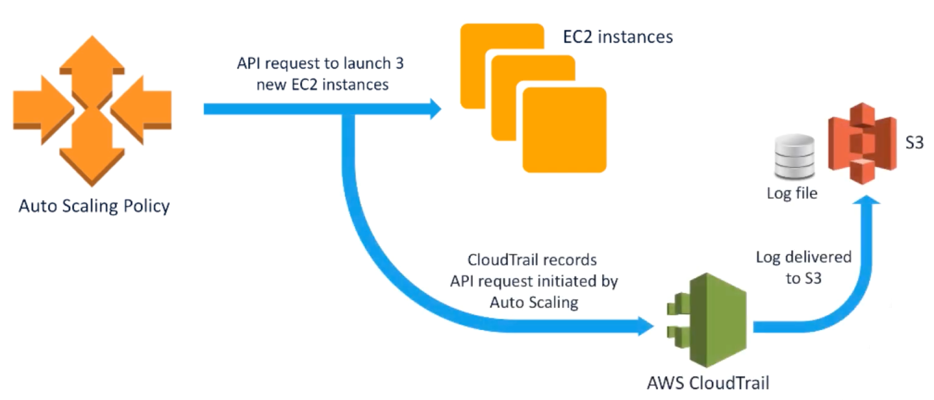 API request to launch 3
new EC2 instances
EC2 instances
Auto Scaling Policy
S3
Log file
CloudTrail records
API request initiated by
Auto Scaling
Log delivered
to S3
AWS CloudTrail